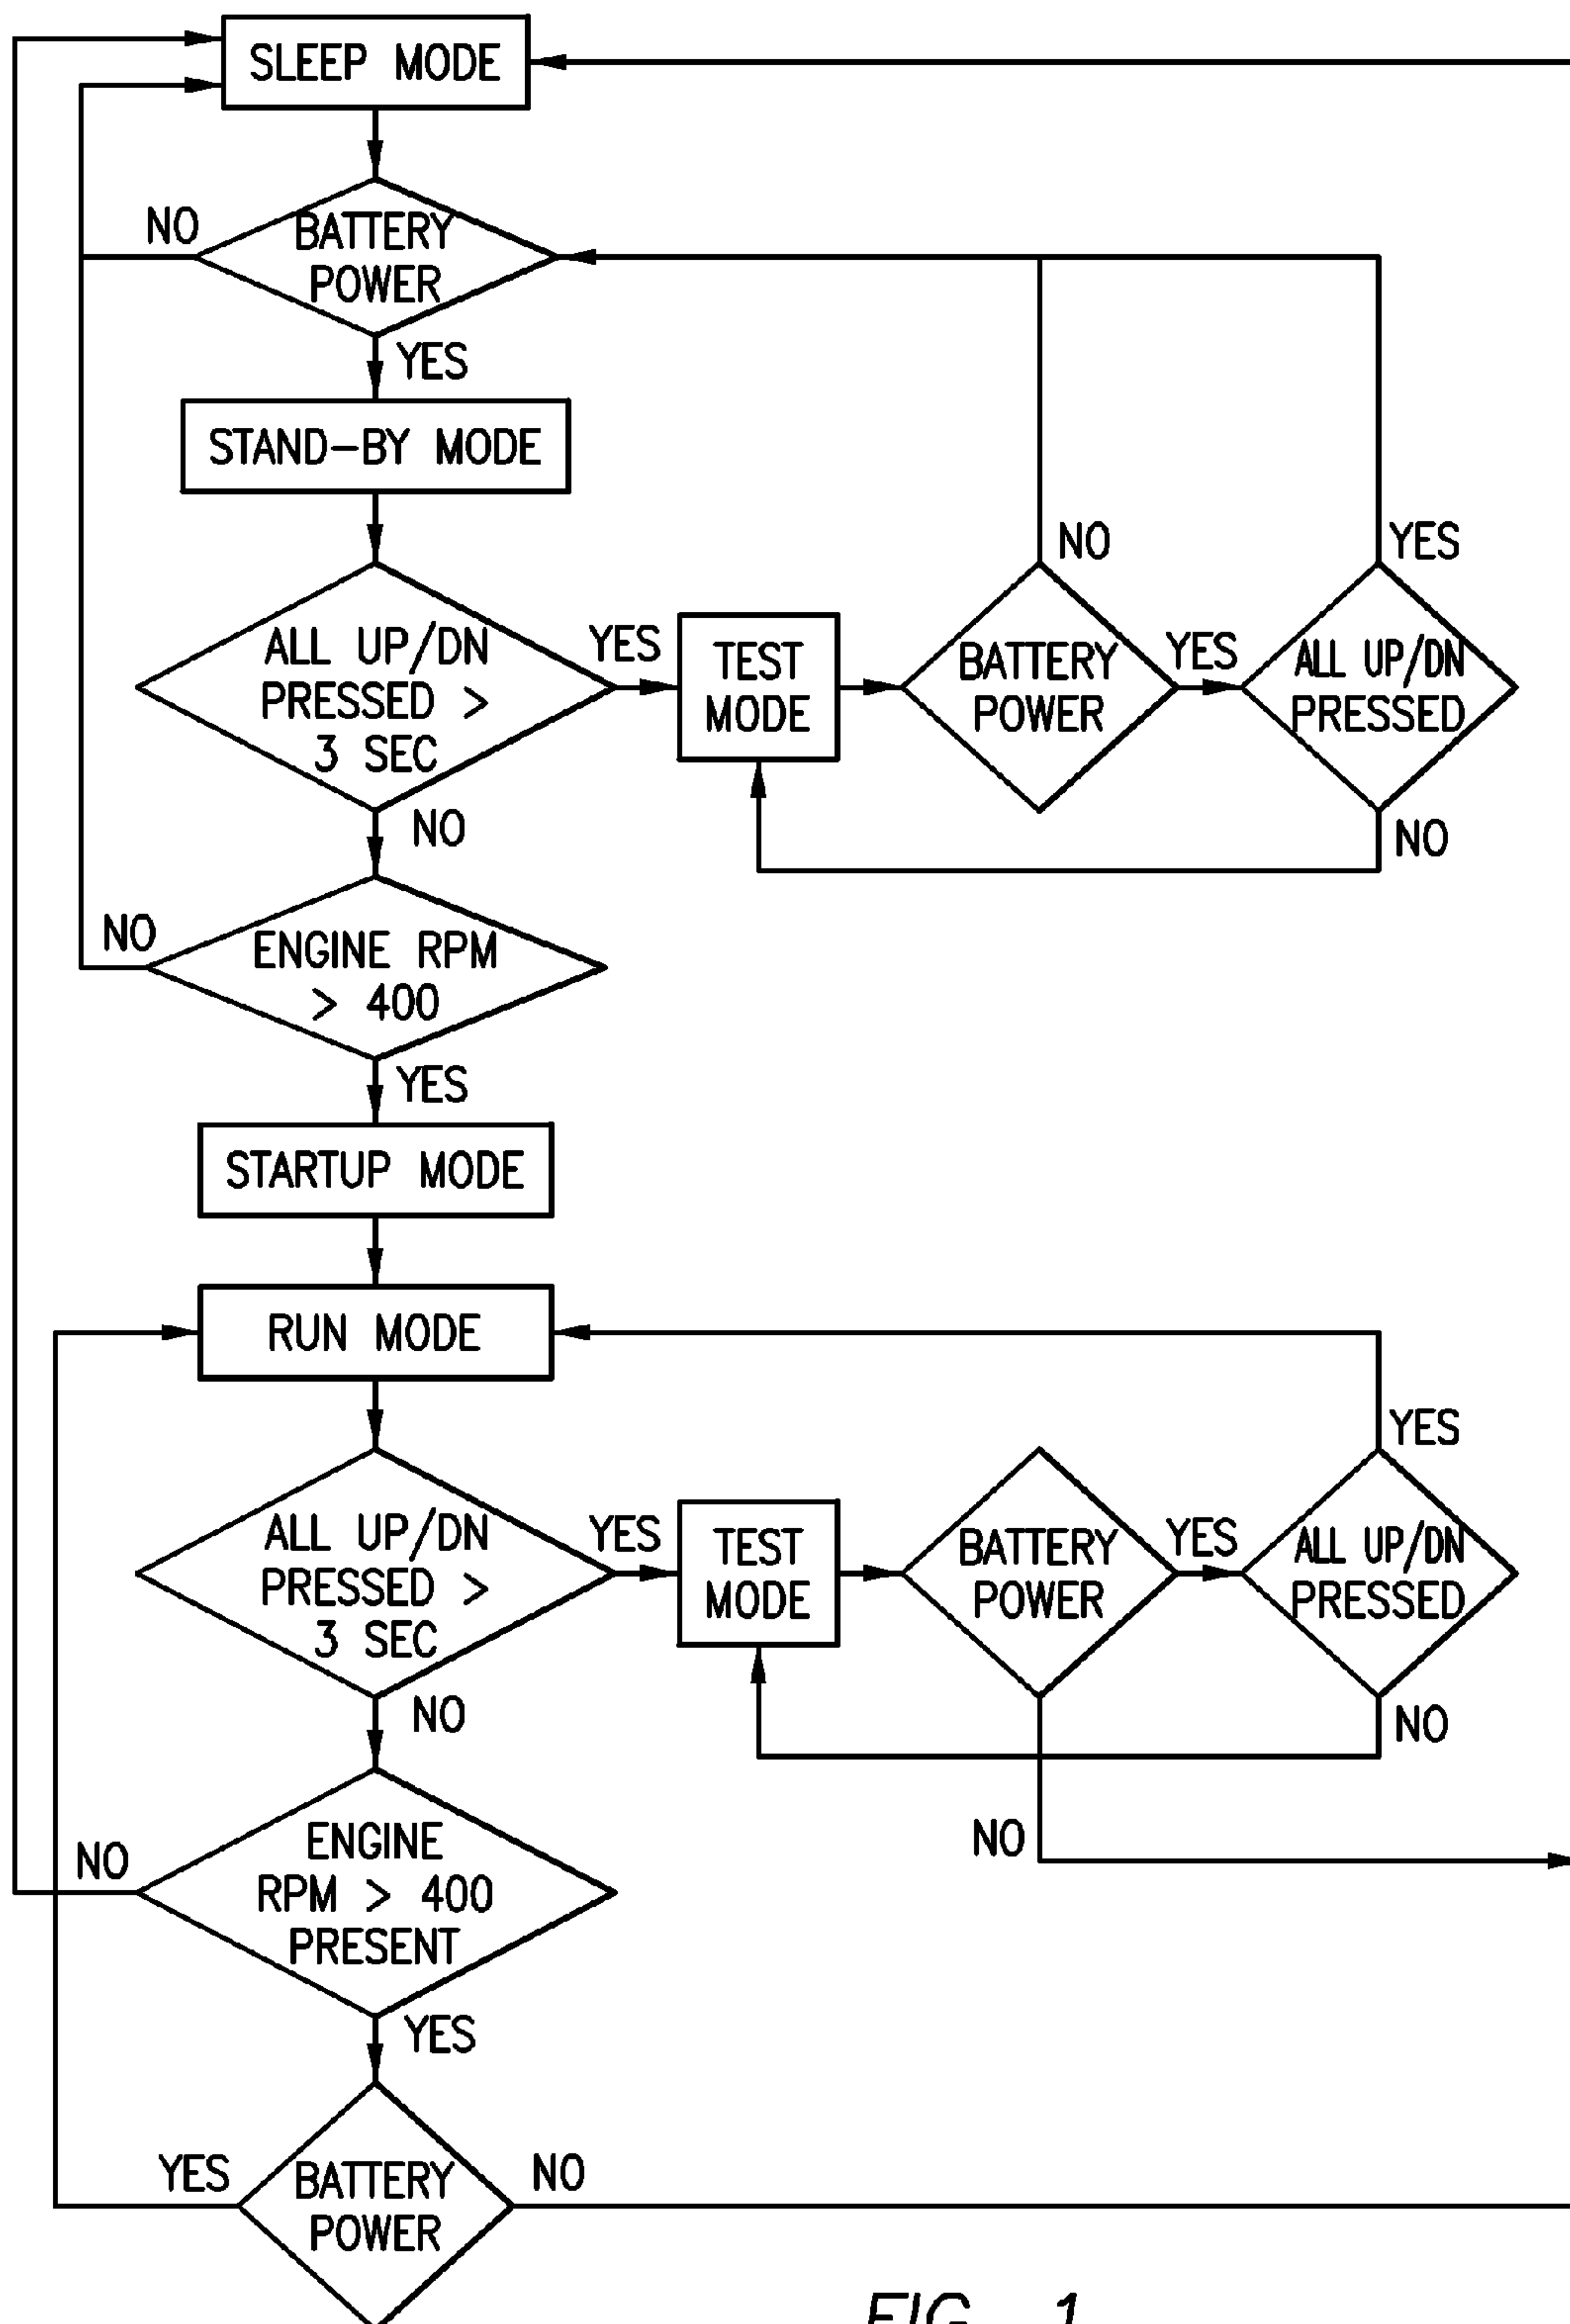 SLEEP MODE
NO
BATTERY
POWER
YES
STAND-BY MODE
ALL UP/DN
PRESSED >
3 SEC
YES
TEST
MODE
NO
BATTERY
POWER
YES
YES
ALL UP/DN
PRESSED
NO
NO
NO
ENGINE RPM
> 400
YES
STARTUP MODE
RUN MODE
ALL UP/DN
PRESSED >
3 SEC
YES
TEST
MODE
BATTERY
POWER
YES
YES
ALL UP/DN
PRESSED
NO
NO
NO
NO
ENGINE
RPM > 400
PRESENT
YES
YES
BATTERY
POWER
NO
FIG. 1